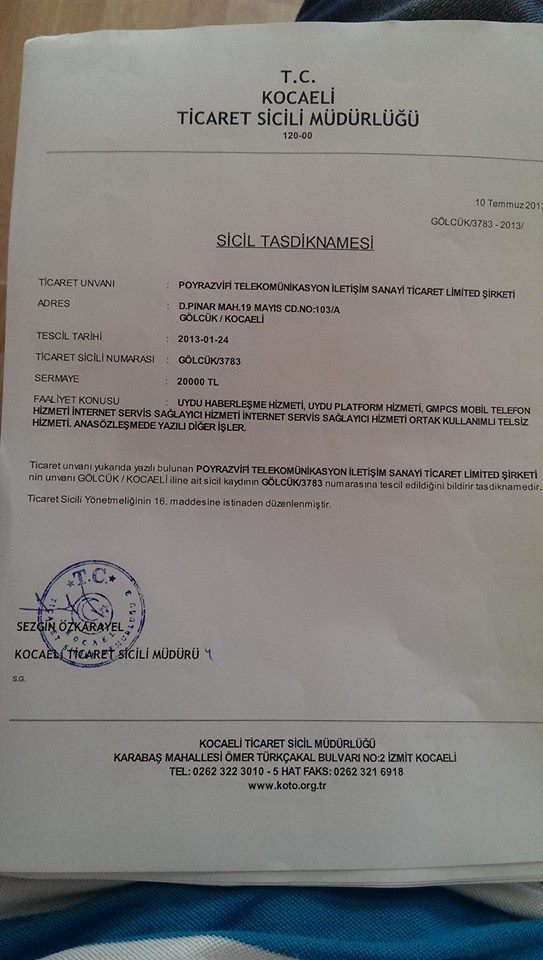 T.C.
KOCAELİ
TİCARET SİCİLİ MÜDÜRLÜĞÜ
120-00
10 Temmuz 2013
GÖLCÜK/3783 - 2013/
SİCİL TASDİKNAMESİ
TİCARET UNVANI : POYRAZVİFİ TELEKOMÜNİKASYON İLETİŞİM SANAYİ TİCARET LİMİTED ŞİRKETİ
ADRES : D.PINAR MAH.19 MAYIS CD.NO:103/A
GÖLCÜK / KOCAELİ
TESCİL TARİHİ : 2013-01-24
TİCARET SİCİLİ NUMARASI : GÖLCÜK/3783
SERMAYE : 20000 TL
FAALİYET KONUSU : UYDU HABERLEŞME HİZMETİ, UYDU PLATFORM HİZMETİ, GMPCS MOBİL TELEFON
HİZMETİ İNTERNET SERVİS SAĞLAYICI HİZMETİ İNTERNET SERVİS SAĞLAYICI HİZMETİ ORTAK KULLANIMLI TELSİZ
HİZMETİ. ANASÖZLEŞMEDE YAZILI DİĞER İŞLER.
Ticaret unvanı yukarıda yazılı bulunan POYRAZVİFİ TELEKOMÜNİKASYON İLETİŞİM SANAYİ TİCARET LİMİTED ŞİRKETİ
nin unvanı GÖLCÜK / KOCAELİ iline ait sicil kaydının GÖLCÜK/3783 numarasına tescil edildiğini bildirir tasdiknamedir.
Ticaret Sicili Yönetmeliğinin 16. maddesine istinaden düzenlenmiştir.
T.C.
SEZGİN ÖZKARAYEL
KOCAELİ TİCARET SİCİLİ MÜDÜRÜ
S.G.
KOCAELİ TİCARET SİCİL MÜDÜRLÜĞÜ
KARABAŞ MAHALLESİ ÖMER TÜRKÇAKAL BULVARI NO:2 İZMİT KOCAELİ
TEL: 0262 322 3010 - 5 HAT FAKS: 0262 321 6918
www.koto.org.tr